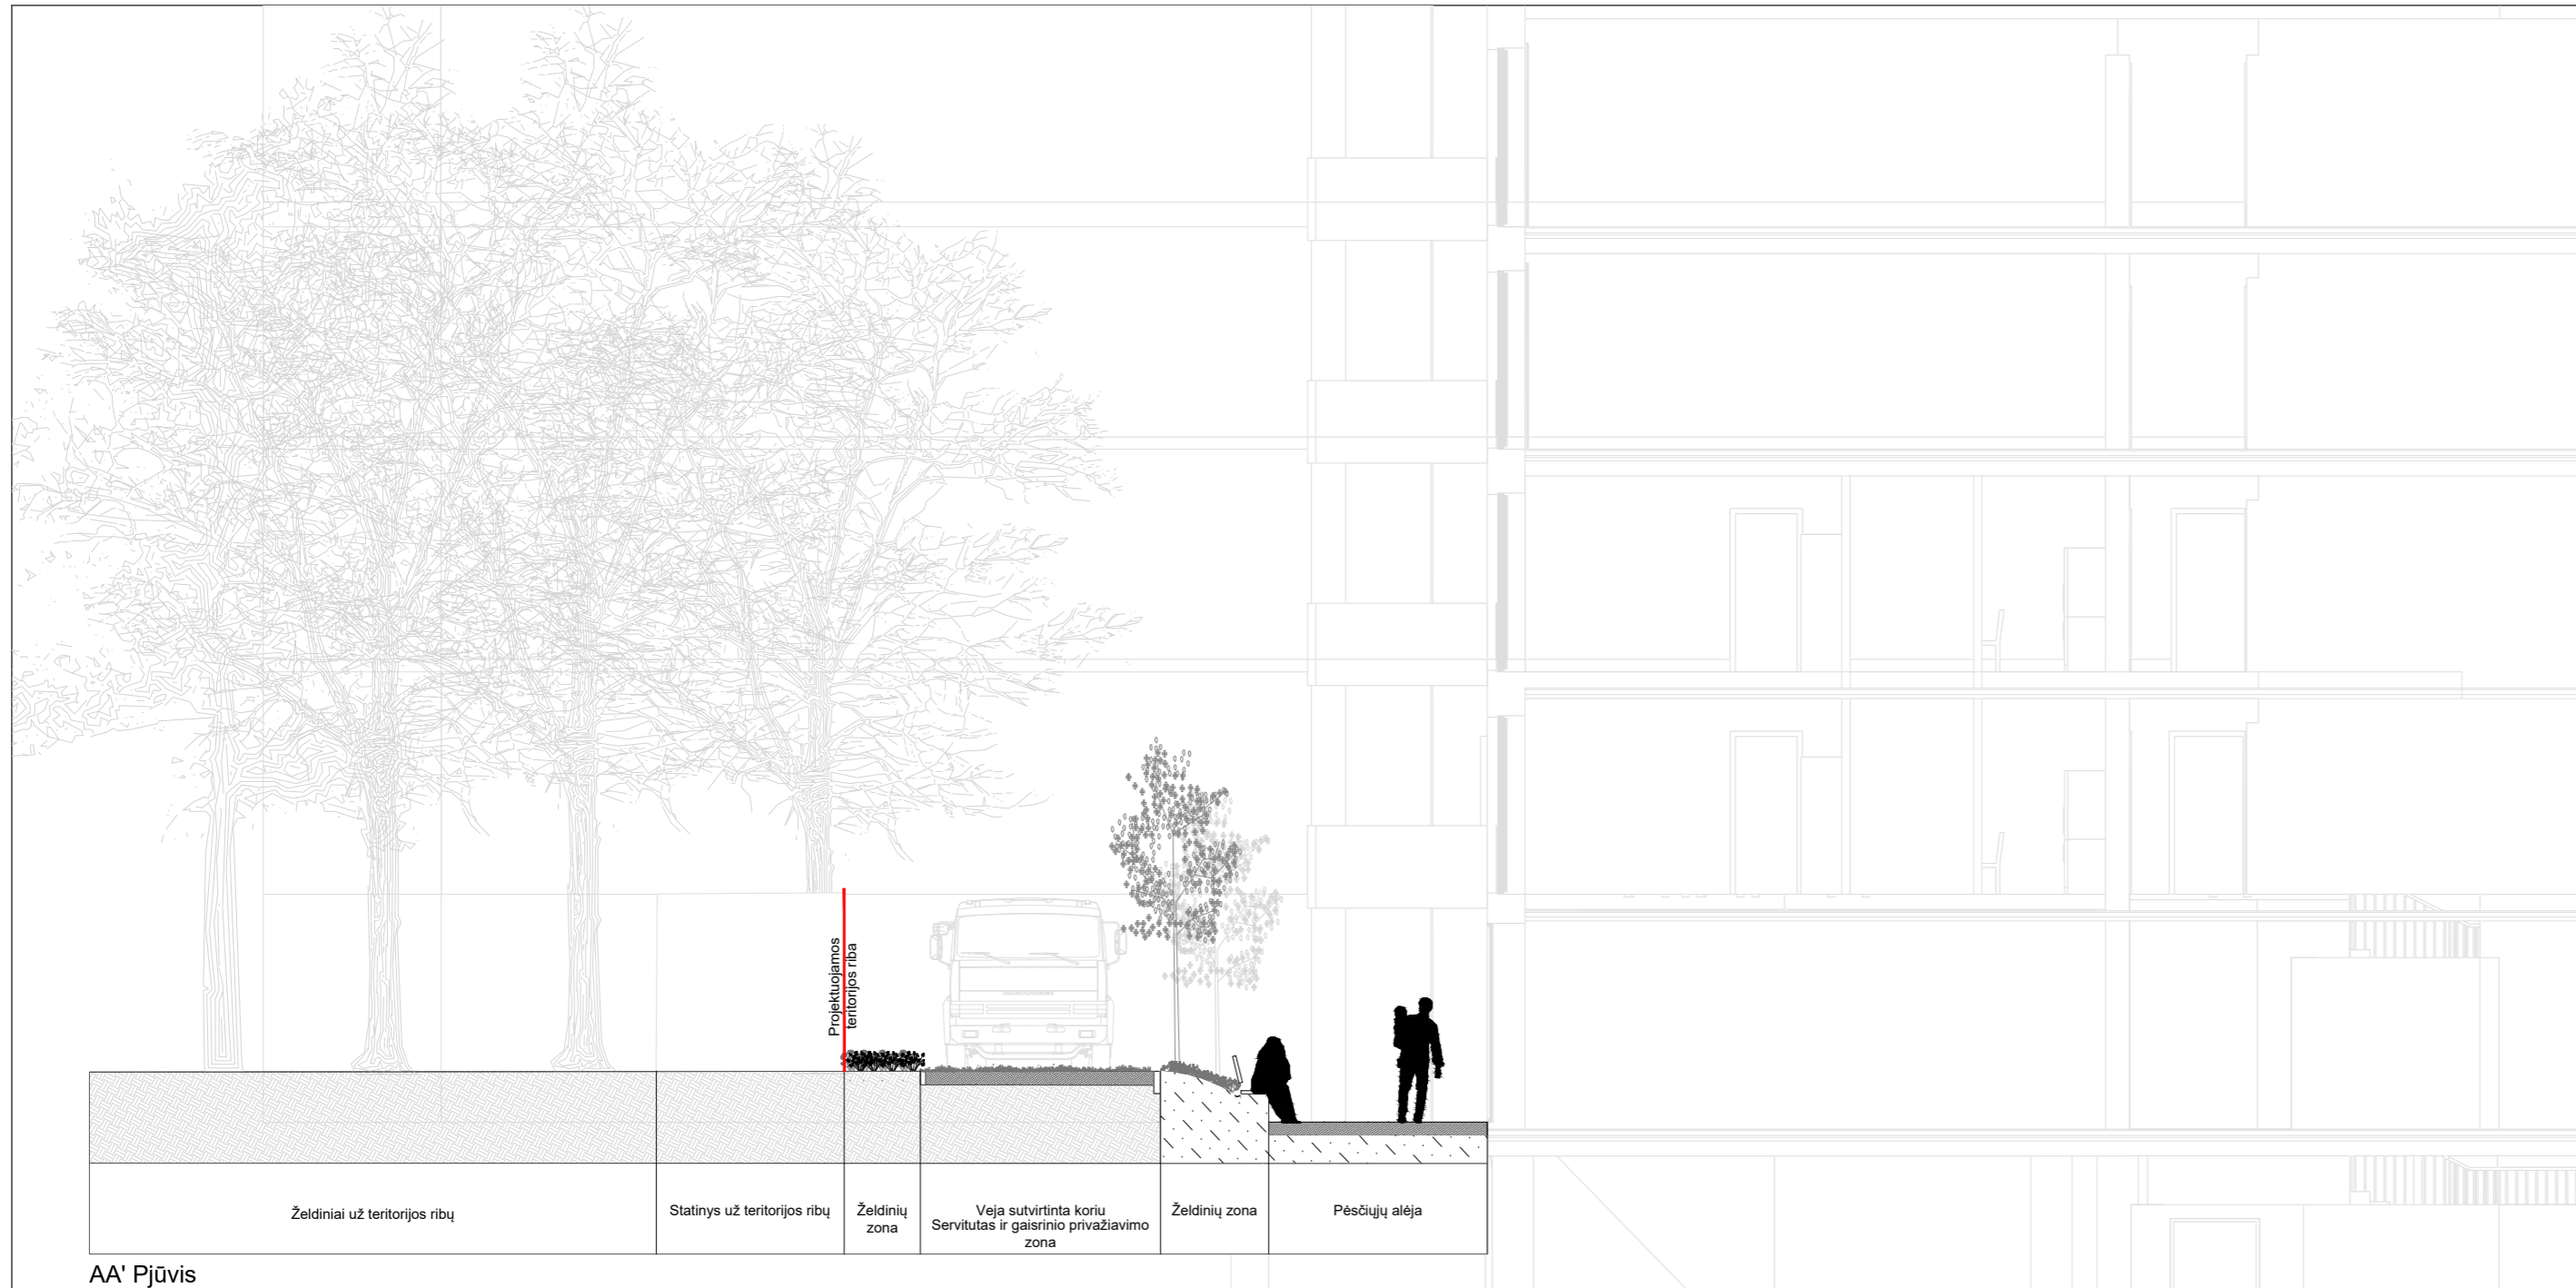 Projektuojamos
teritorijos riba
Želdiniai už teritorijos ribų
Statinys už teritorijos ribų
Želdinių
zona
Veja sutvirtinta koriu
Servitutas ir gaisrinio privažiavimo
zona
Želdinių zona
Pėsčiųjų alėja
AA' Pjūvis